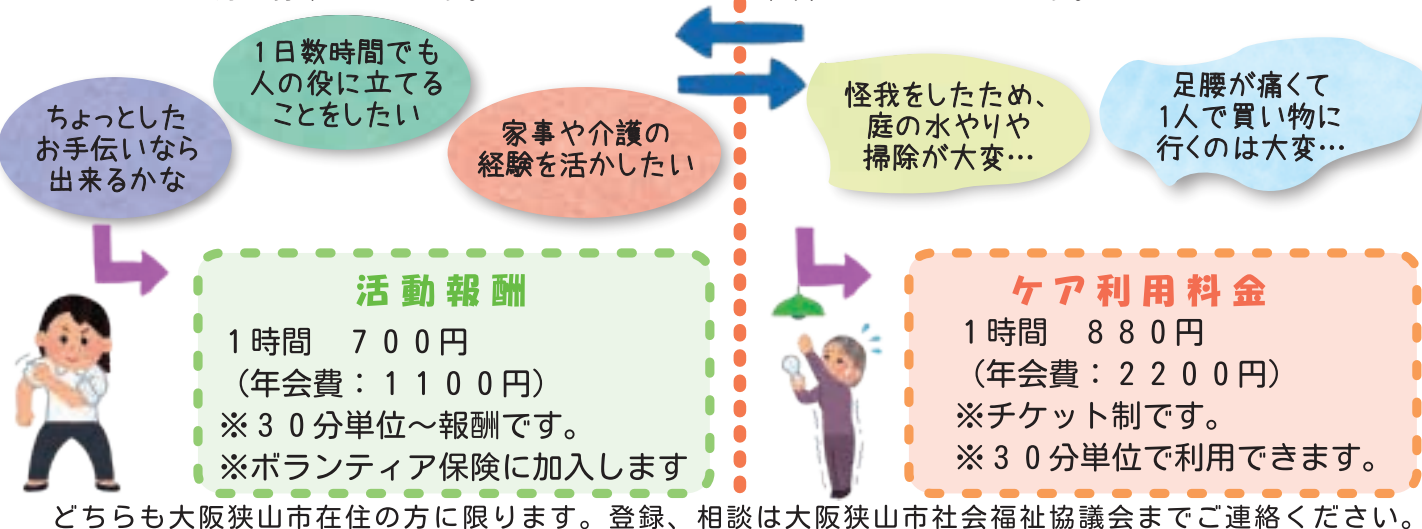 ちょっとした
お手伝いなら
出来るかな
1日数時間でも
人の役に立てる
ことをしたい
家事や介護の
経験を活かしたい
怪我をしたため、
庭の水やりや
掃除が大変…
足腰が痛くて
1人で買い物に
行くのは大変…
活動報酬
1時間　700円
（年会費：1100円）
※30分単位～報酬です。
※ボランティア保険に加入します
ケア利用料金
1時間　880円
（年会費：2200円）
※チケット制です。
※30分単位で利用できます。
どちらも大阪狭山市在住の方に限ります。登録、相談は大阪狭山市社会福祉協議会までご連絡ください。